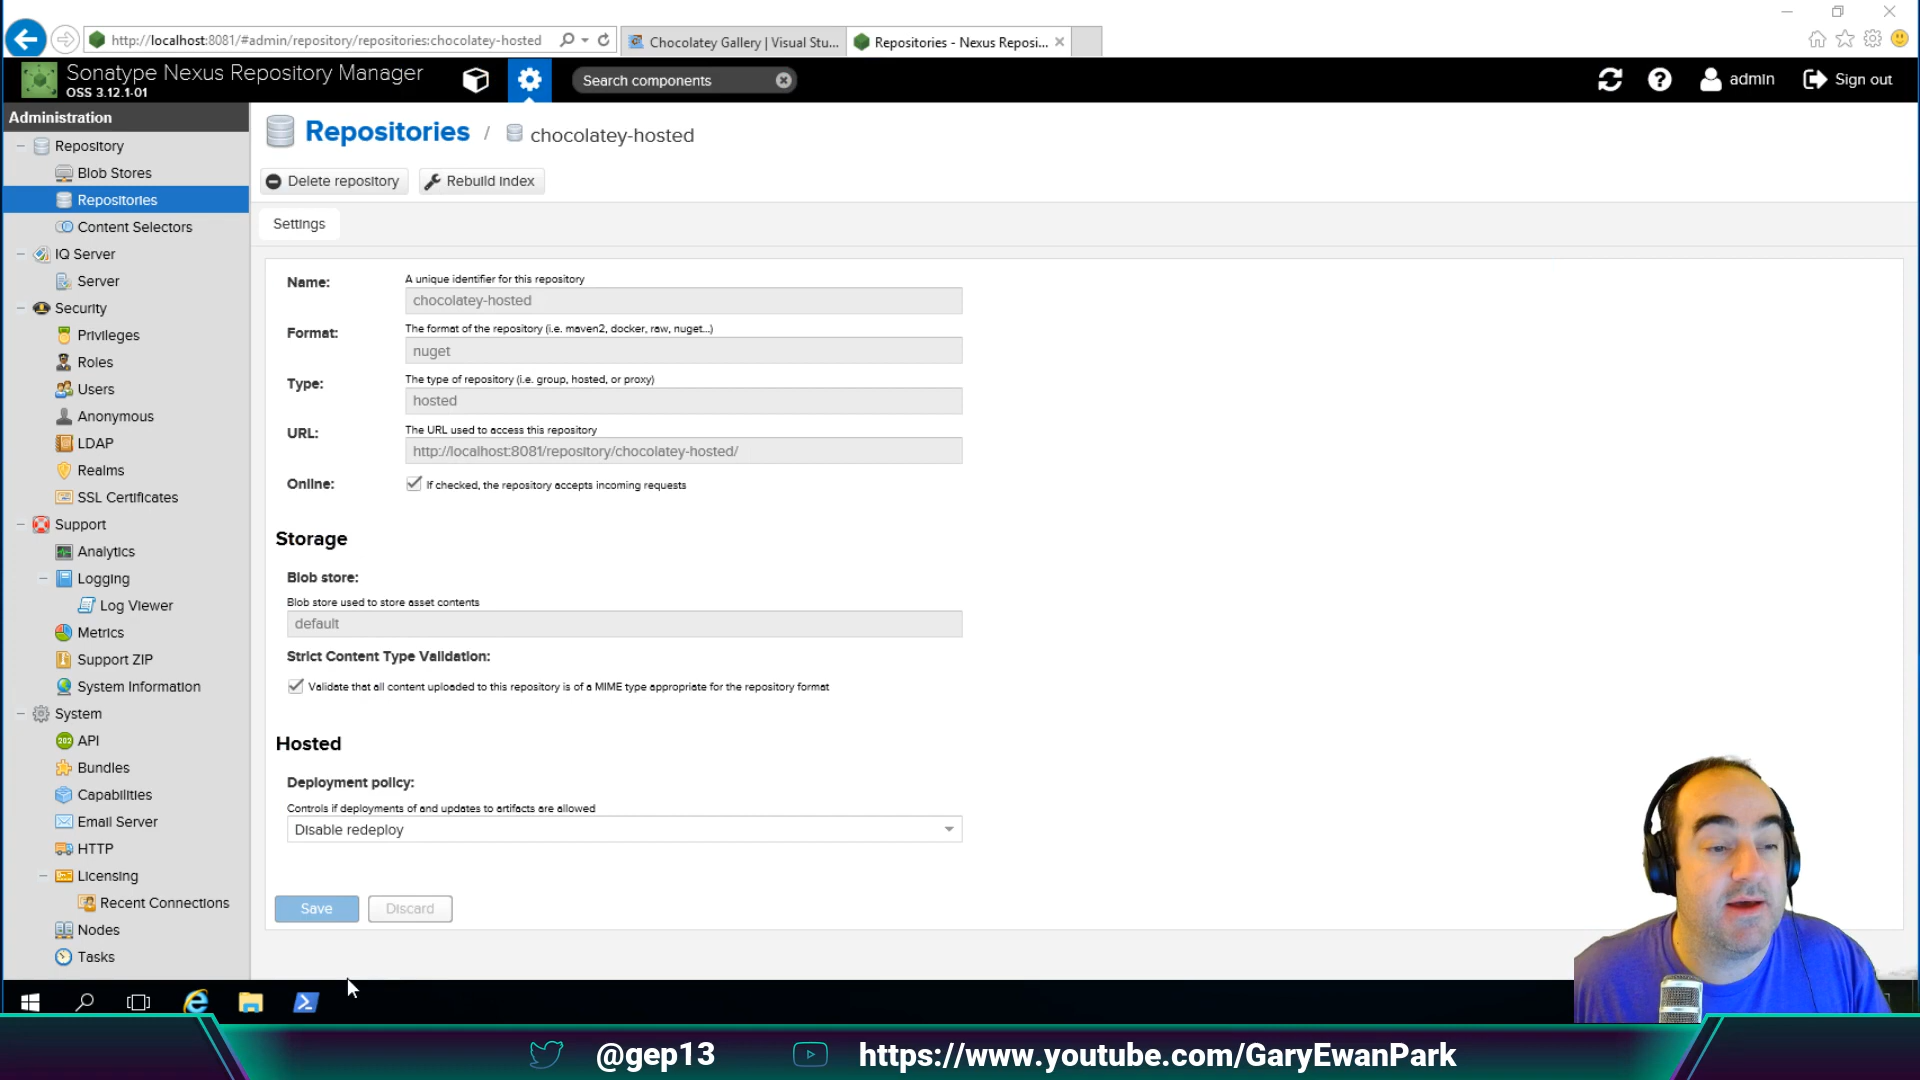 http://localhost:8081/#admin/repository/repositories:chocolatey-hosted
Chocolatey Gallery | Visual Stu...
Repositories - Nexus Reposi...
Sonatype Nexus Repository Manager
OSS 3.12.1-01
Search components
admin
Sign out
Administration
Repository
Blob Stores
Repositories
Content Selectors
IQ Server
Server
Security
Privileges
Roles
Users
Anonymous
LDAP
Realms
SSL Certificates
Support
Analytics
Logging
Log Viewer
Metrics
Support ZIP
System Information
System
API
Bundles
Capabilities
Email Server
HTTP
Licensing
Recent Connections
Nodes
Tasks
Repositories / chocolatey-hosted
Delete repository
Rebuild index
Settings
Name:
A unique identifier for this repository
chocolatey-hosted
Format:
The format of the repository (i.e. maven2, docker, raw, nuget...)
nuget
Type:
The type of repository (i.e. group, hosted, or proxy)
hosted
URL:
The URL used to access this repository
http://localhost:8081/repository/chocolatey-hosted/
Online:
If checked, the repository accepts incoming requests
Storage
Blob store:
Blob store used to store asset contents
default
Strict Content Type Validation:
Validate that all content uploaded to this repository is of a MIME type appropriate for the repository format
Hosted
Deployment policy:
Controls if deployments of and updates to artifacts are allowed
Disable redeploy
Save
Discard
@gep13
https://www.youtube.com/GaryEwanPark